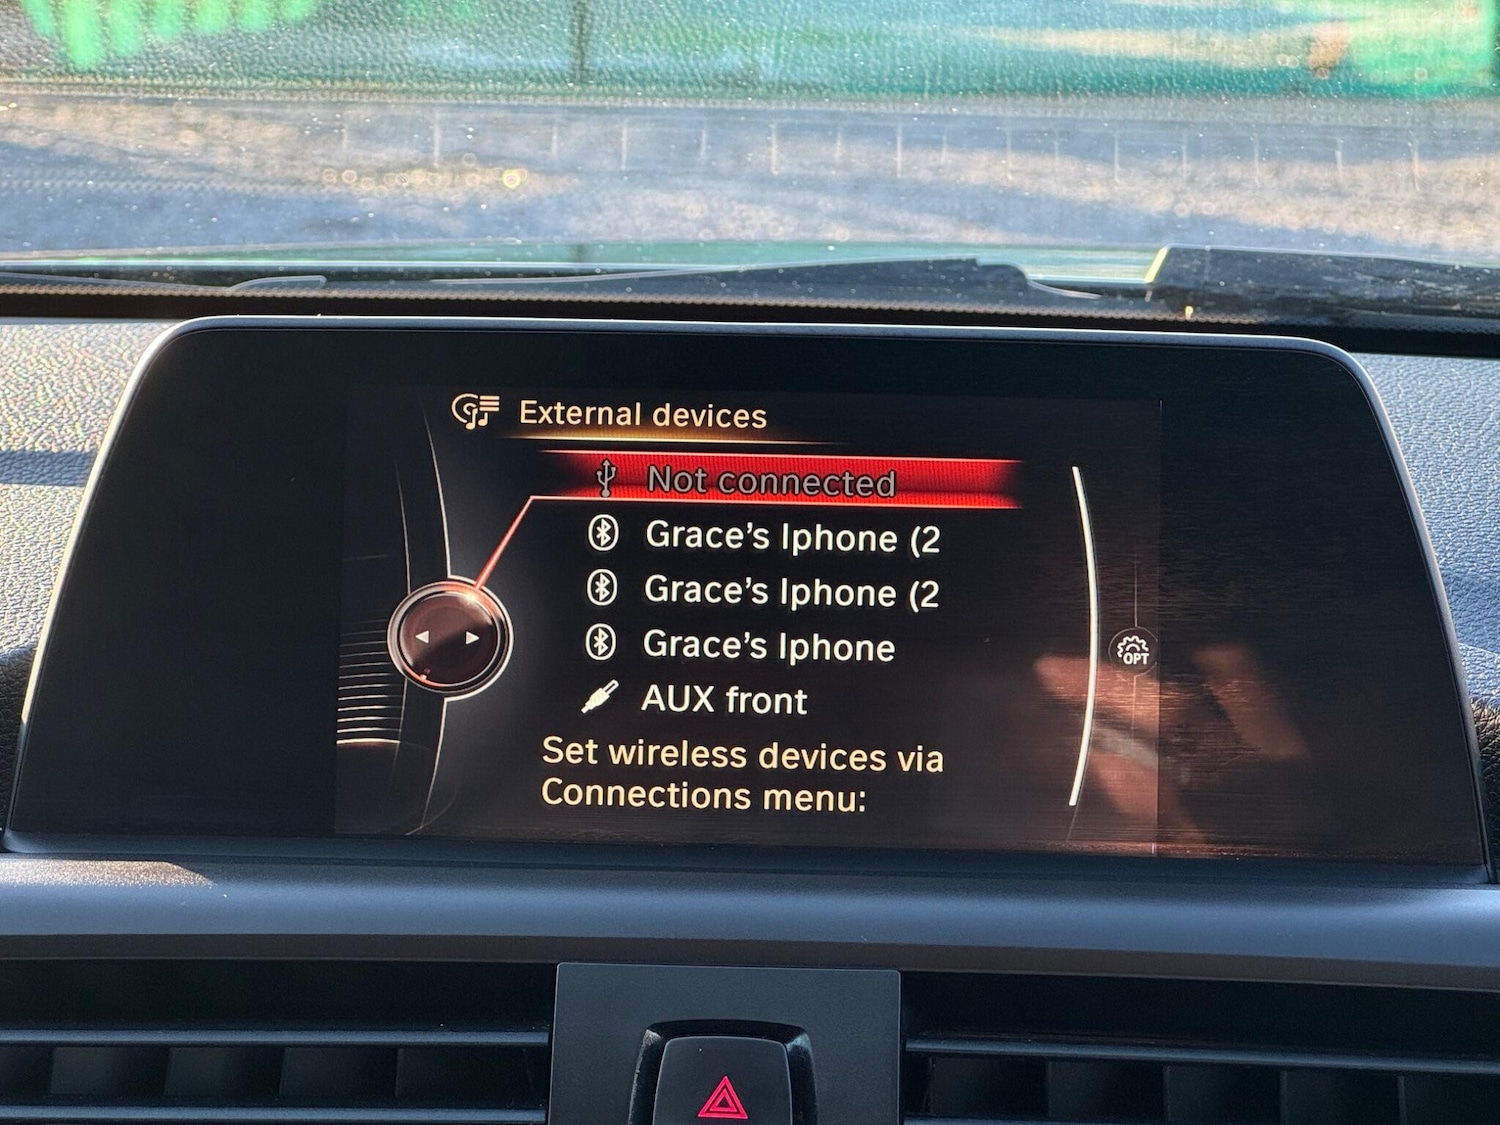 External devices
Not connected
Grace's Iphone (2
Grace's Iphone (2
Grace's Iphone
OPT
AUX front
Set wireless devices via
Connections menu: